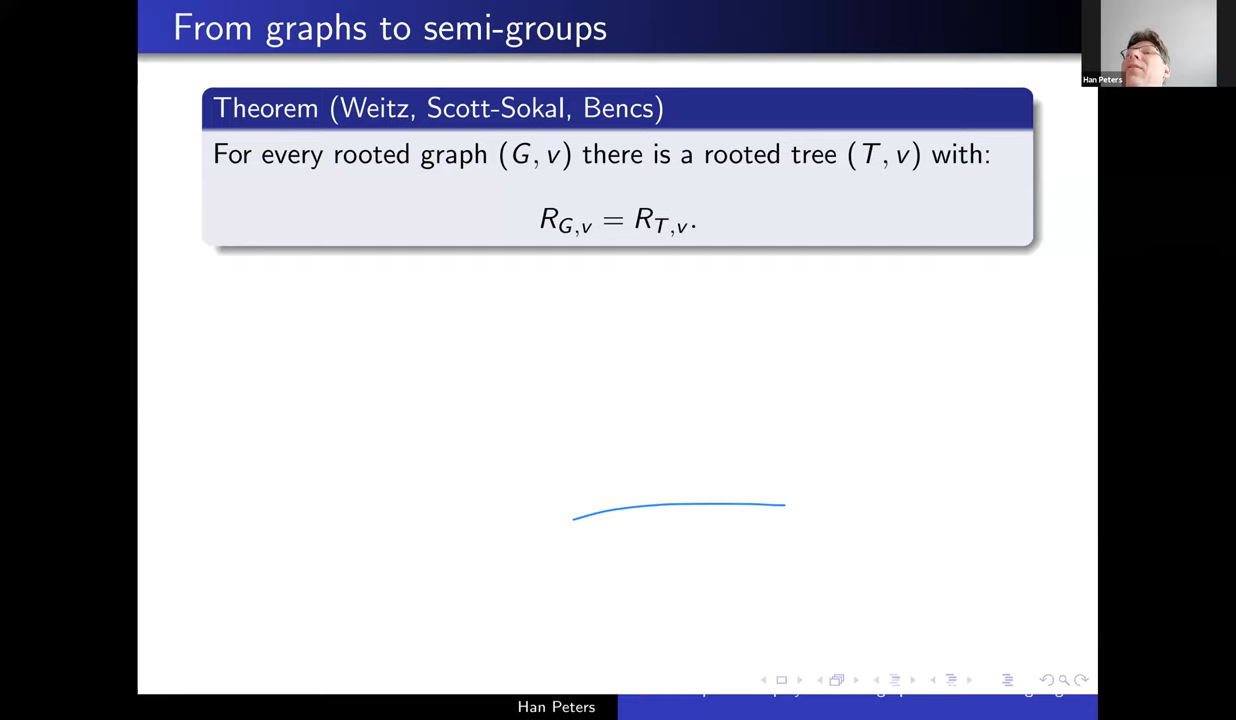 From graphs to semi-groups
Han Peters
Theorem (Weitz, Scott-Sokal, Bencs)
For every rooted graph (G, v) there is a rooted tree (T, v) with:
R_{G,v} = R_{T,v}.
Han Peters